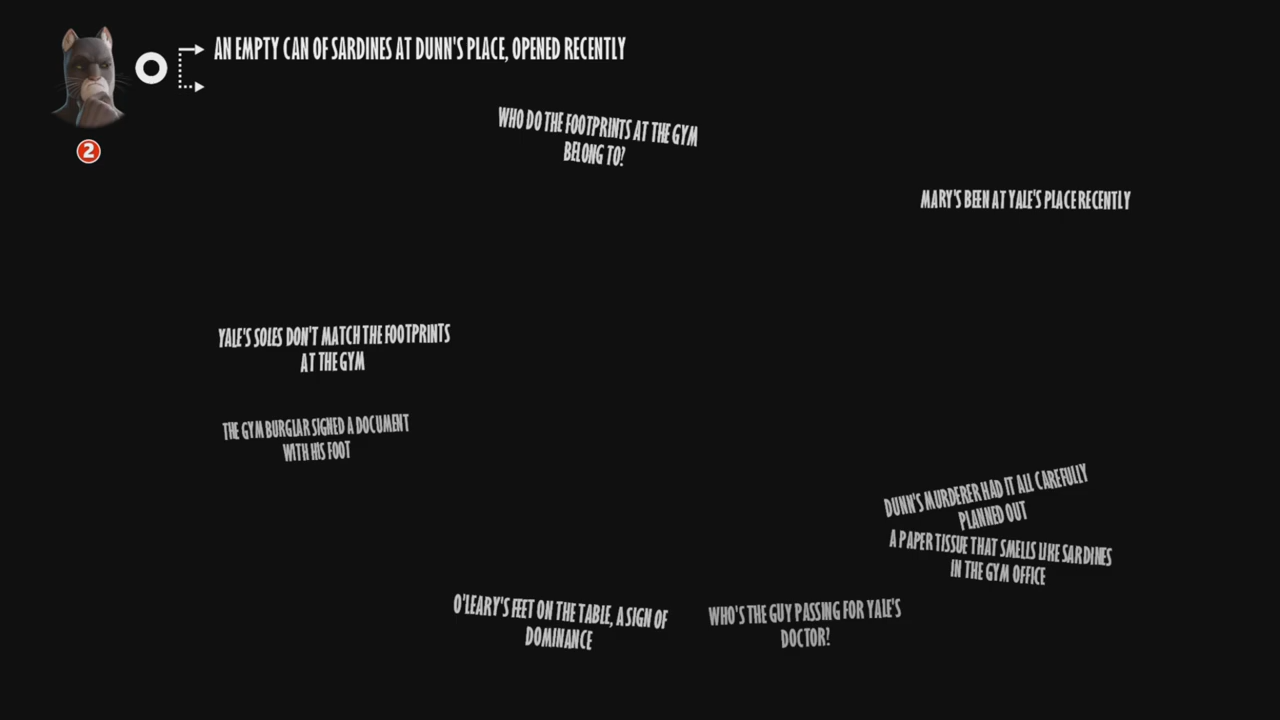 AN EMPTY CAN OF SARDINES AT DUNN'S PLACE, OPENED RECENTLY
2
WHO DO THE FOOTPRINTS AT THE GYM
BELONG TO?
MARY'S BEEN AT YALE'S PLACE RECENTLY
YALE'S SOLES DON'T MATCH THE FOOTPRINTS
AT THE GYM
THE GYM BURGLAR SIGNED A DOCUMENT
WITH HIS FOOT
DUNN'S MURDERER HAD IT ALL CAREFULLY
PLANNED OUT
A PAPER TISSUE THAT SMELLS LIKE SARDINES
IN THE GYM OFFICE
O'LEARY'S FEET ON THE TABLE, A SIGN OF
DOMINANCE
WHO'S THE GUY PASSING FOR YALE'S
DOCTOR?